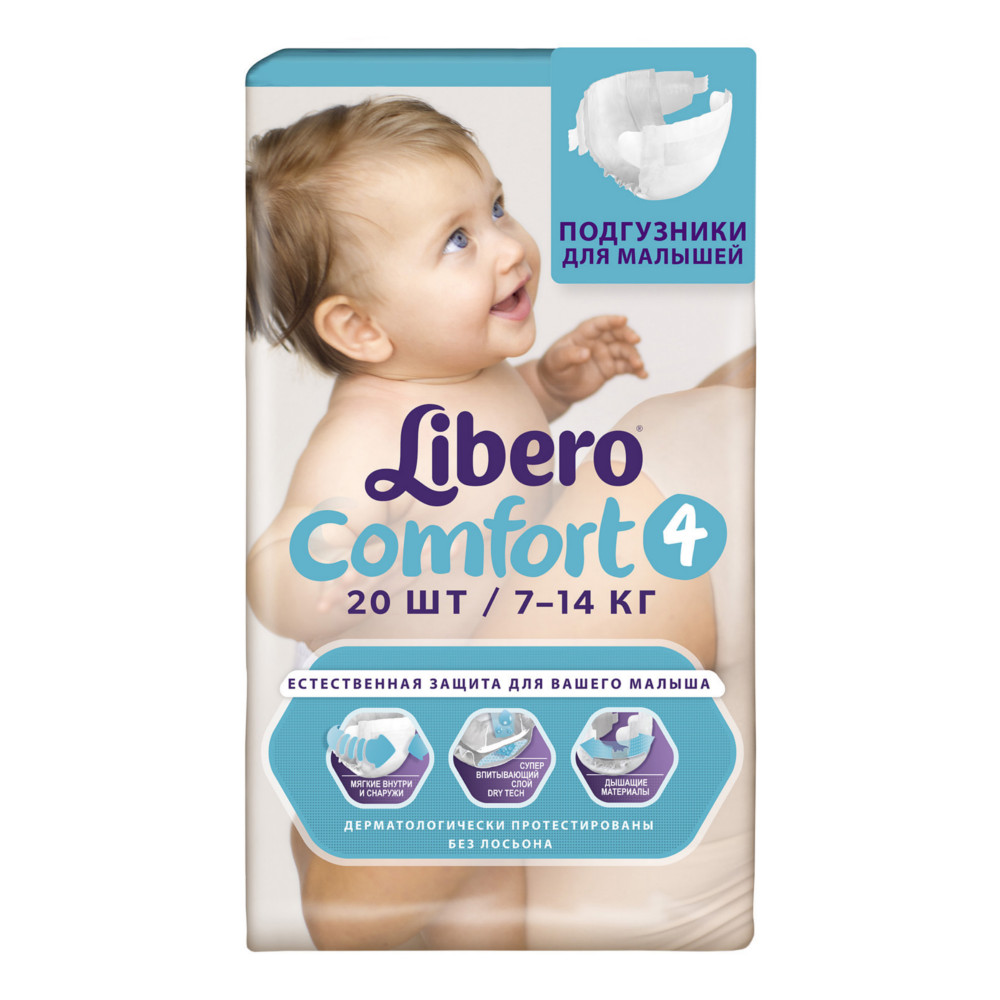 ПОДГУЗНИКИ
ДЛЯ МАЛЫШЕЙ
Libero®
Comfort 4
20 ШТ / 7–14 КГ
ЕСТЕСТВЕННАЯ ЗАЩИТА ДЛЯ ВАШЕГО МАЛЫША
МЯГКИЕ ВНУТРИ
И СНАРУЖИ
СУПЕР
ВПИТЫВАЮЩИЙ
СЛОЙ
DRY TECH
ДЫШАЩИЕ
МАТЕРИАЛЫ
ДЕРМАТОЛОГИЧЕСКИ ПРОТЕСТИРОВАНЫ
БЕЗ ЛОСЬОНА